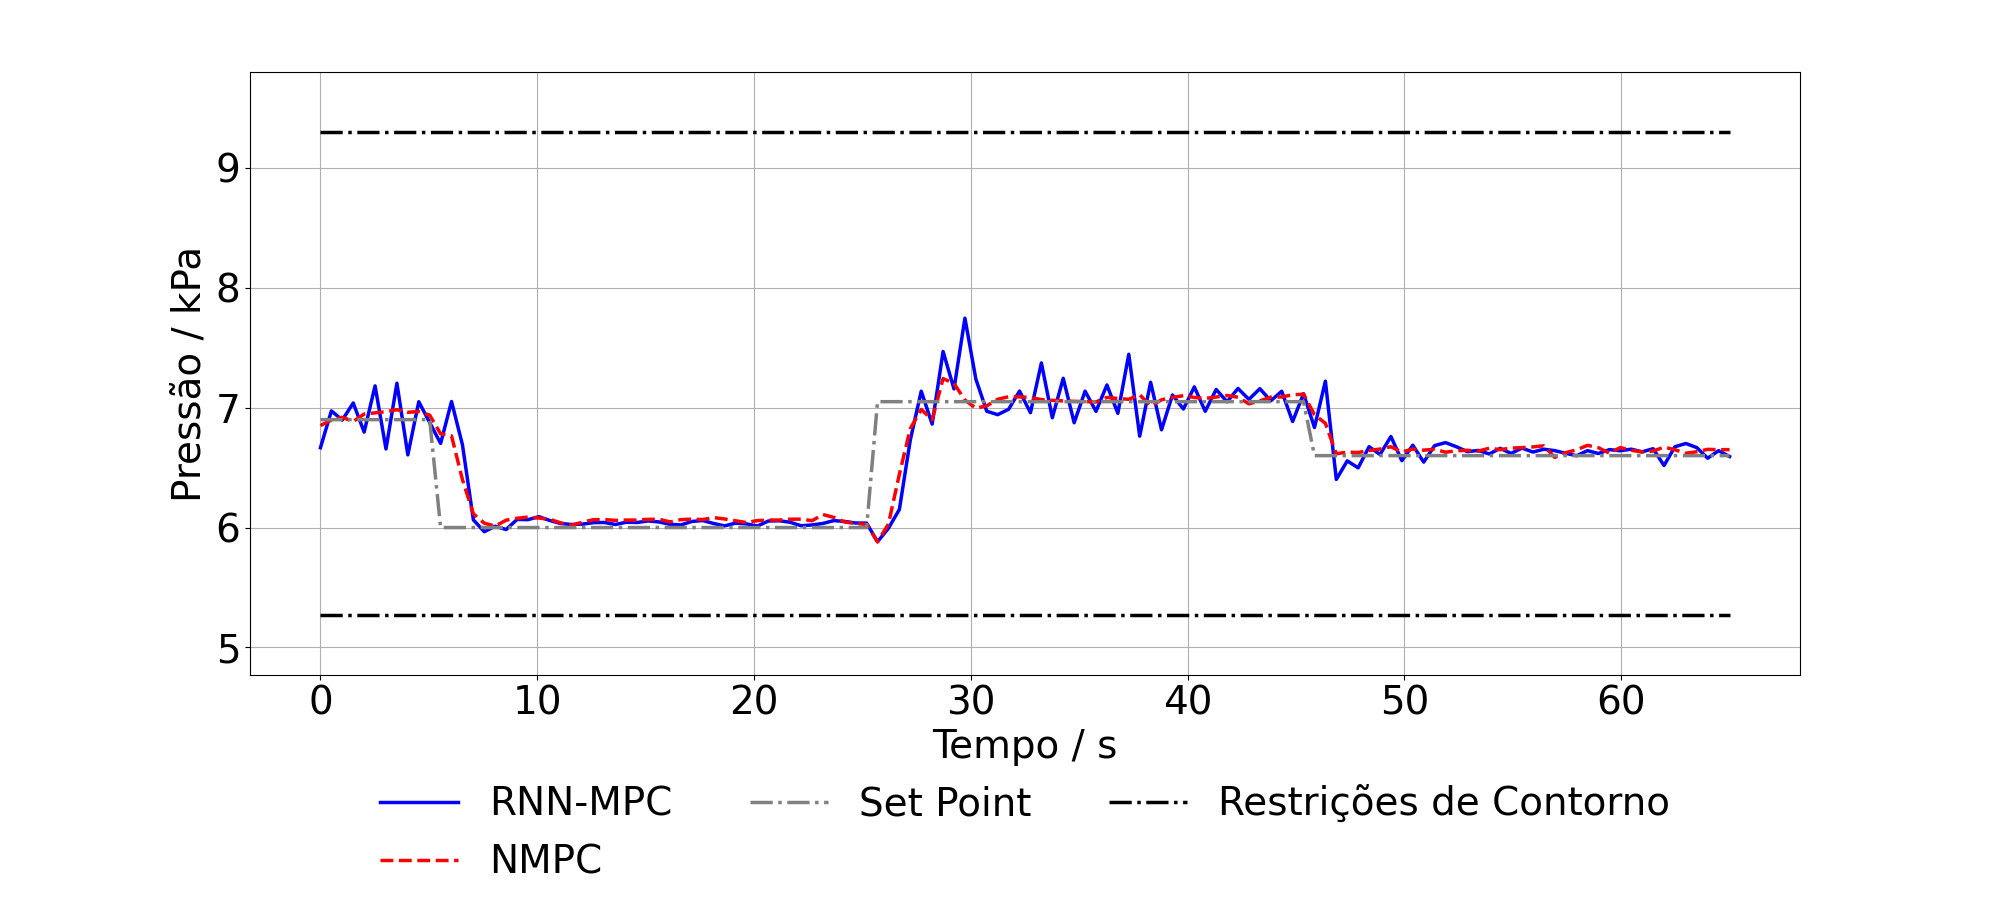 Pressão / kPa
9
8
7
6
5
0 10 20 30 40 50 60
Tempo / s
RNN-MPC
NMPC
Set Point
Restrições de Contorno